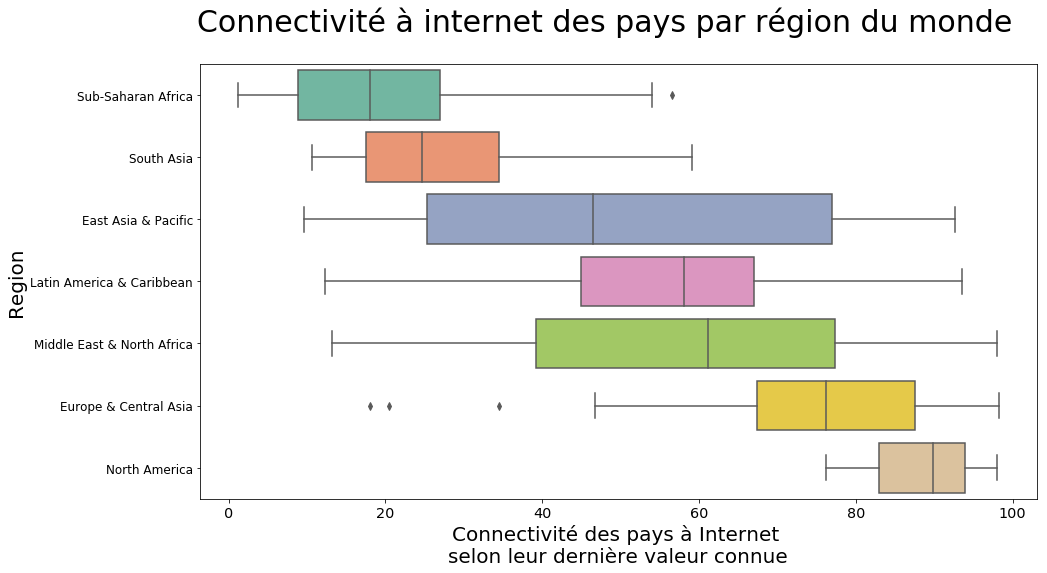 Connectivité à internet des pays par région du monde
Sub-Saharan Africa
South Asia
East Asia & Pacific
Latin America & Caribbean
Middle East & North Africa
Europe & Central Asia
North America
Region
0 20 40 60 80 100
Connectivité des pays à Internet
selon leur dernière valeur connue